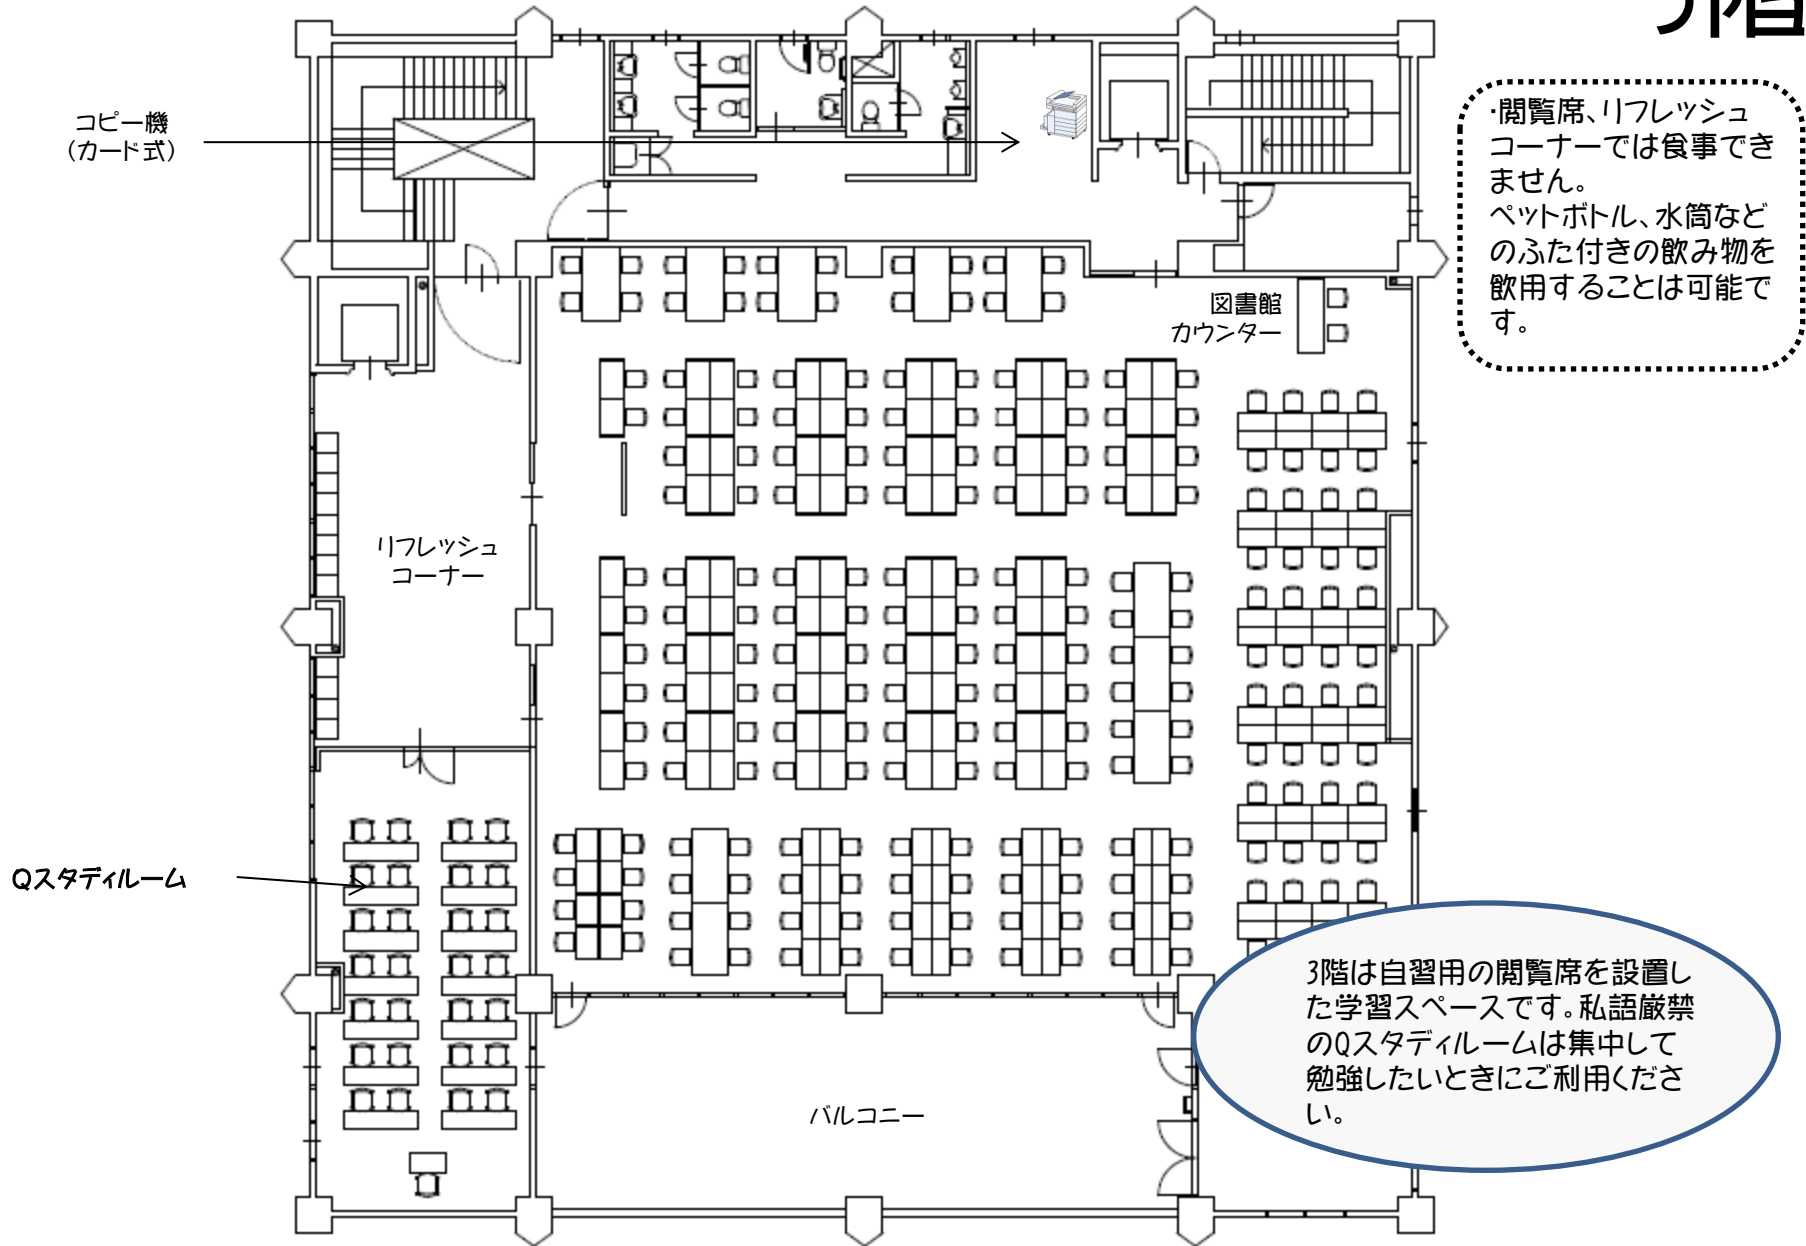 3階
コピー機
(カード式)
・閲覧席、リフレッシュ
コーナーでは食事でき
ません。
ペットボトル、水筒など
のふた付きの飲み物を
飲用することは可能で
す。
図書館
カウンター
リフレッシュ
コーナー
Qスタディルーム
3階は自習用の閲覧席を設置し
た学習スペースです。私語厳禁
のQスタディルームは集中して
勉強したいときにご利用くださ
い。
バルコニー